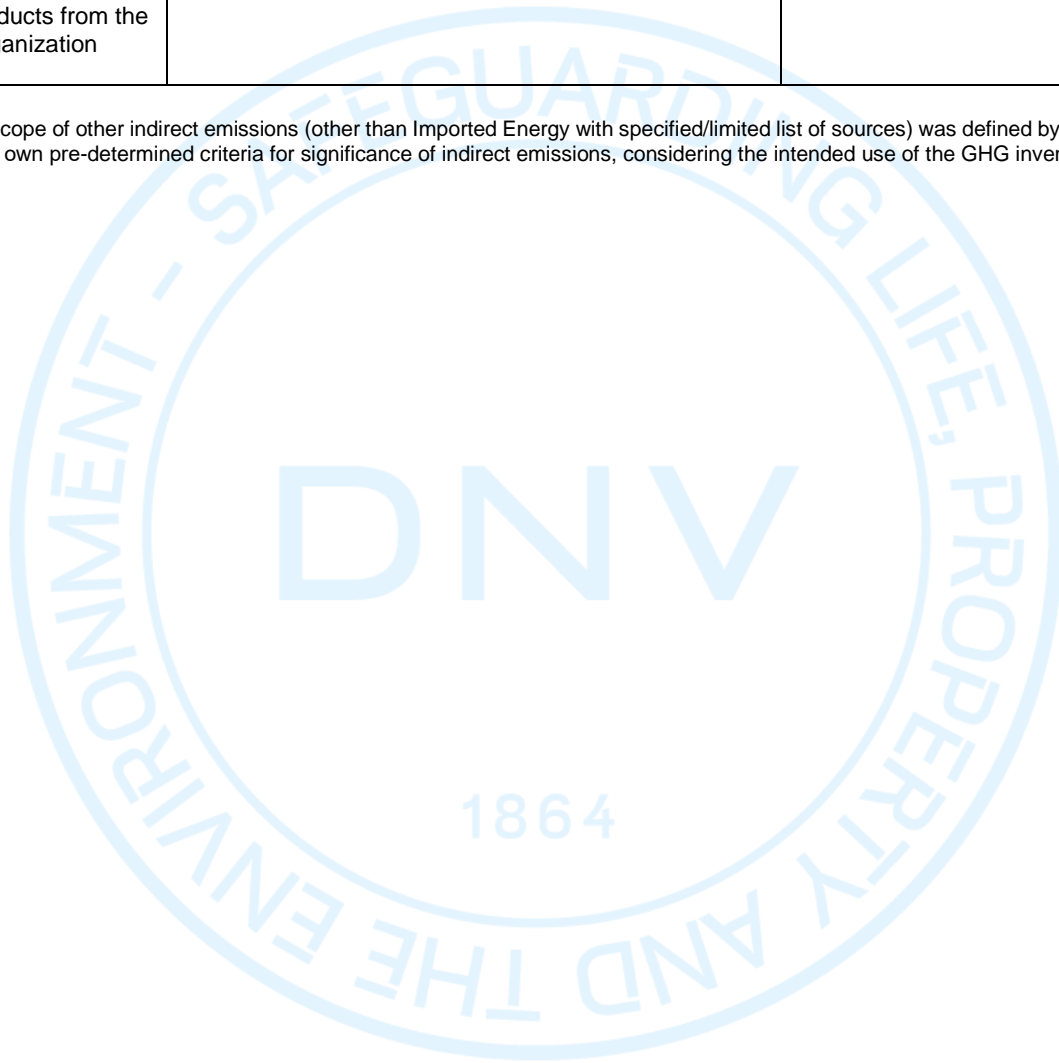 ducts from the
ganization
cope of other indirect emissions (other than Imported Energy with specified/limited list of sources) was defined by
own pre-determined criteria for significance of indirect emissions, considering the intended use of the GHG inver
SAFEGUARDING LIFE, PROPERTY AND THE ENVIRONMENT -
DNV
1864